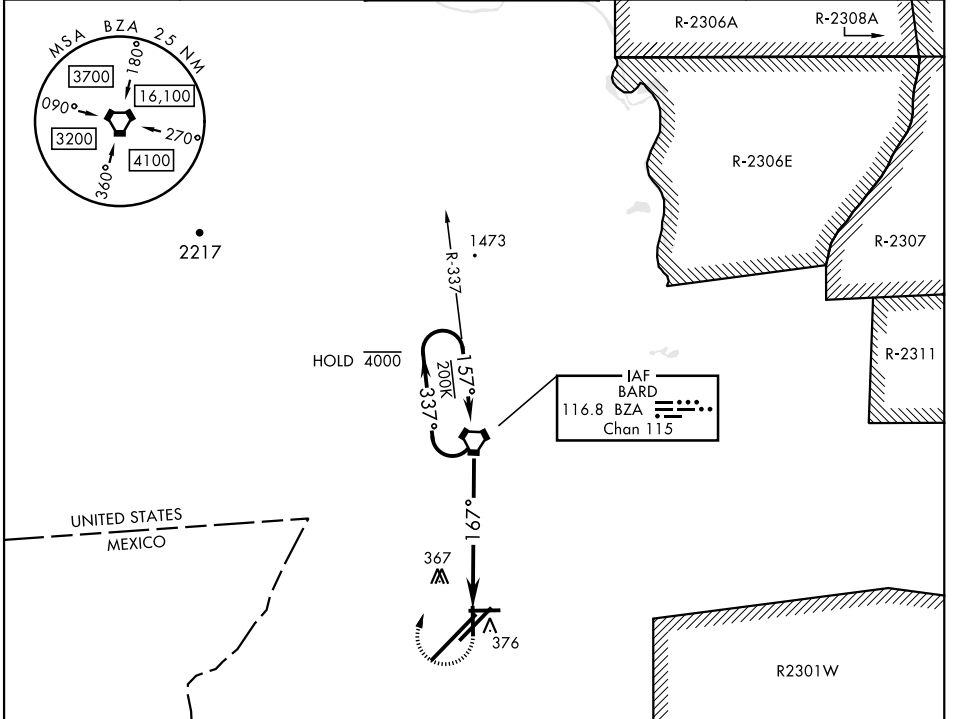 MSA BZA 25 NM
180°
3700
16,100
090°
270°
3200
4100
360°
2217
R-2306A
R-2308A
R-2306E
R-2307
R-2311
R-337
1473
HOLD 4000
200K
157°
337°
IAF
BARD
116.8 BZA
Chan 115
167°
UNITED STATES
MEXICO
367
376
R2301W